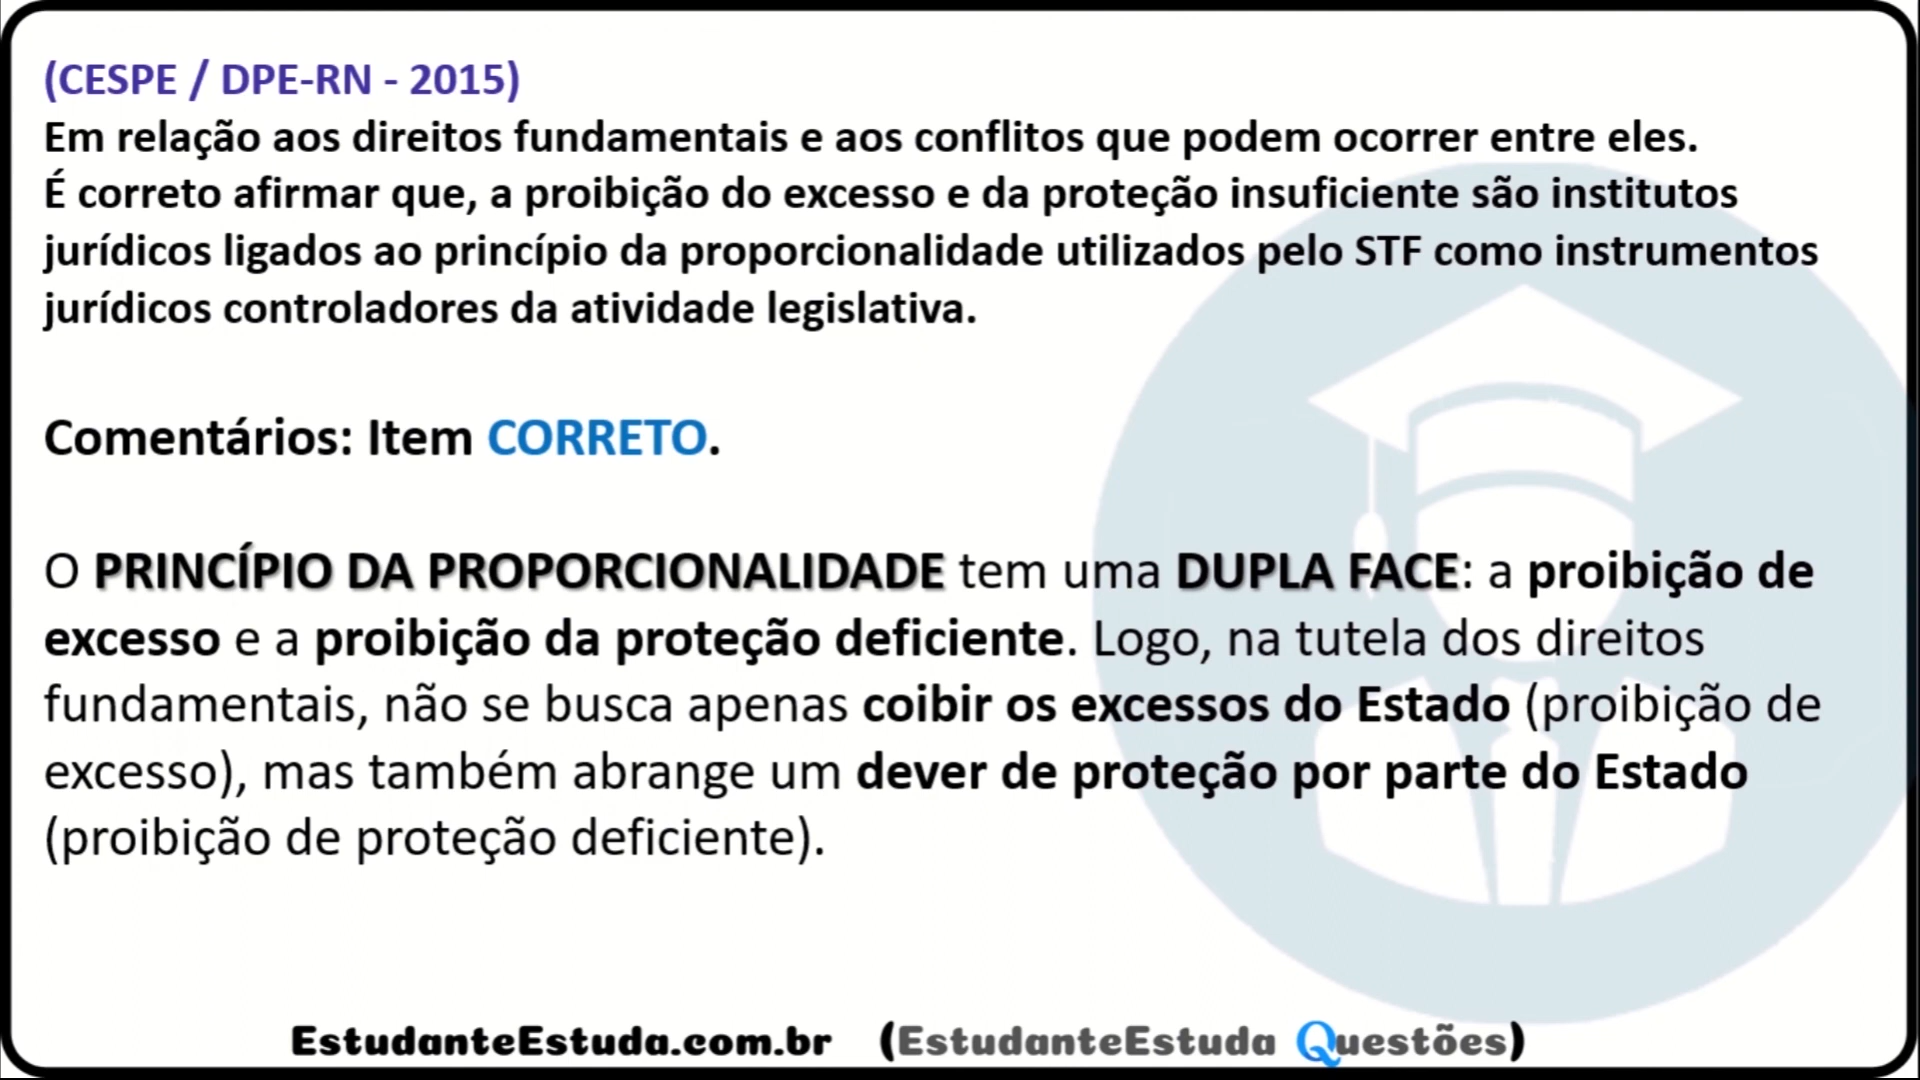 (CESPE / DPE-RN - 2015)
Em relação aos direitos fundamentais e aos conflitos que podem ocorrer entre eles.
É correto afirmar que, a proibição do excesso e da proteção insuficiente são institutos
jurídicos ligados ao princípio da proporcionalidade utilizados pelo STF como instrumentos
jurídicos controladores da atividade legislativa.
Comentários: Item CORRETO.
O PRINCÍPIO DA PROPORCIONALIDADE tem uma DUPLA FACE: a proibição de
excesso e a proibição da proteção deficiente. Logo, na tutela dos direitos
fundamentais, não se busca apenas coibir os excessos do Estado (proibição de
excesso), mas também abrange um dever de proteção por parte do Estado
(proibição de proteção deficiente).
EstudanteEstuda.com.br (EstudanteEstuda Questões)